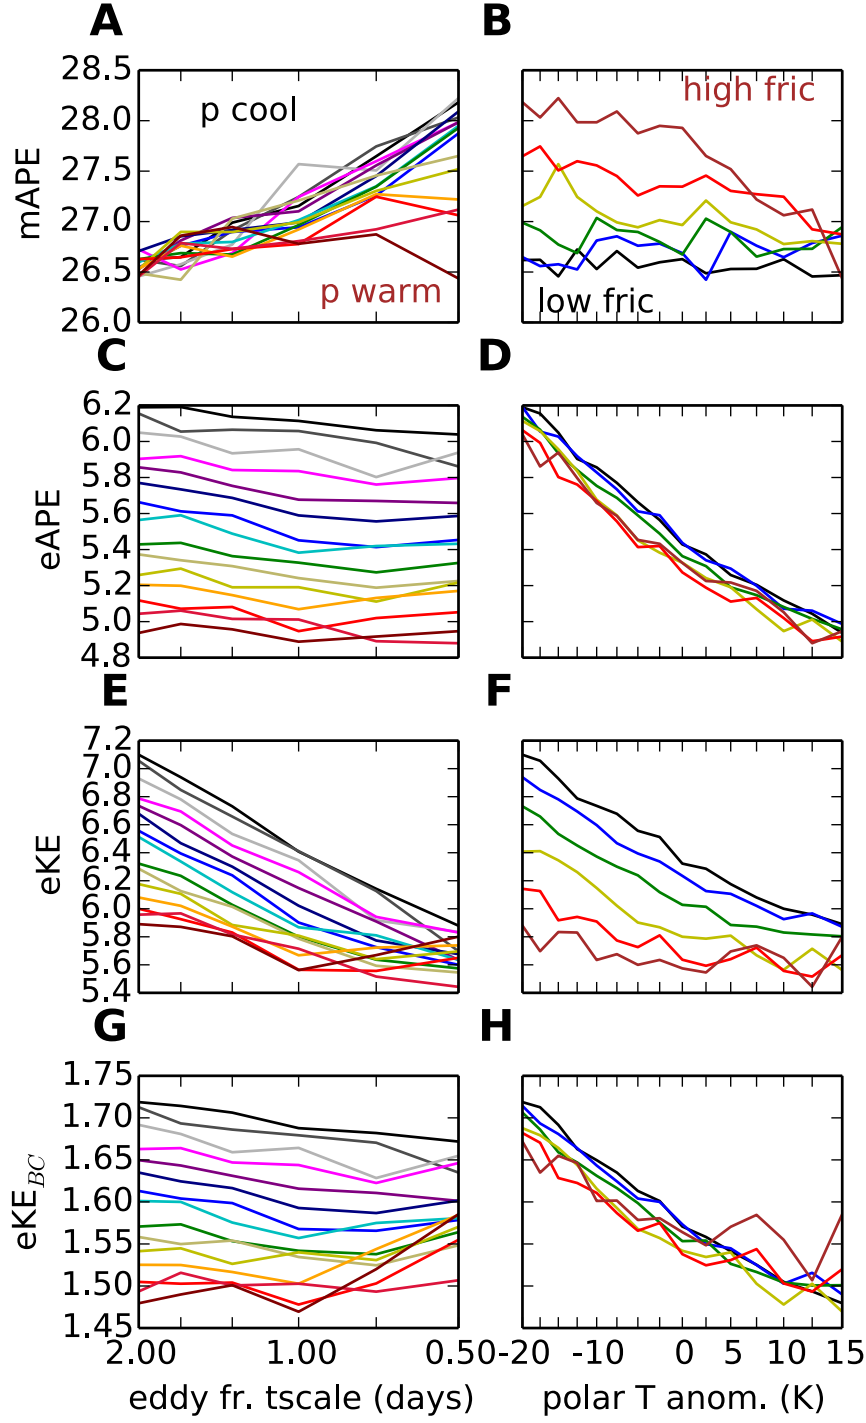 A
B
mAPE
28.5
28.0
27.5
27.0
26.5
26.0
p cool
p warm
high fric
low fric
C
D
eAPE
6.2
6.0
5.8
5.6
5.4
5.2
5.0
4.8
E
F
eKE
7.2
7.0
6.8
6.6
6.4
6.2
6.0
5.8
5.6
5.4
G
H
eKE_BC
1.75
1.70
1.65
1.60
1.55
1.50
1.45
2.00 1.00 0.50
-20 -10 0 5 10 15
eddy fr. tscale (days)
polar T anom. (K)